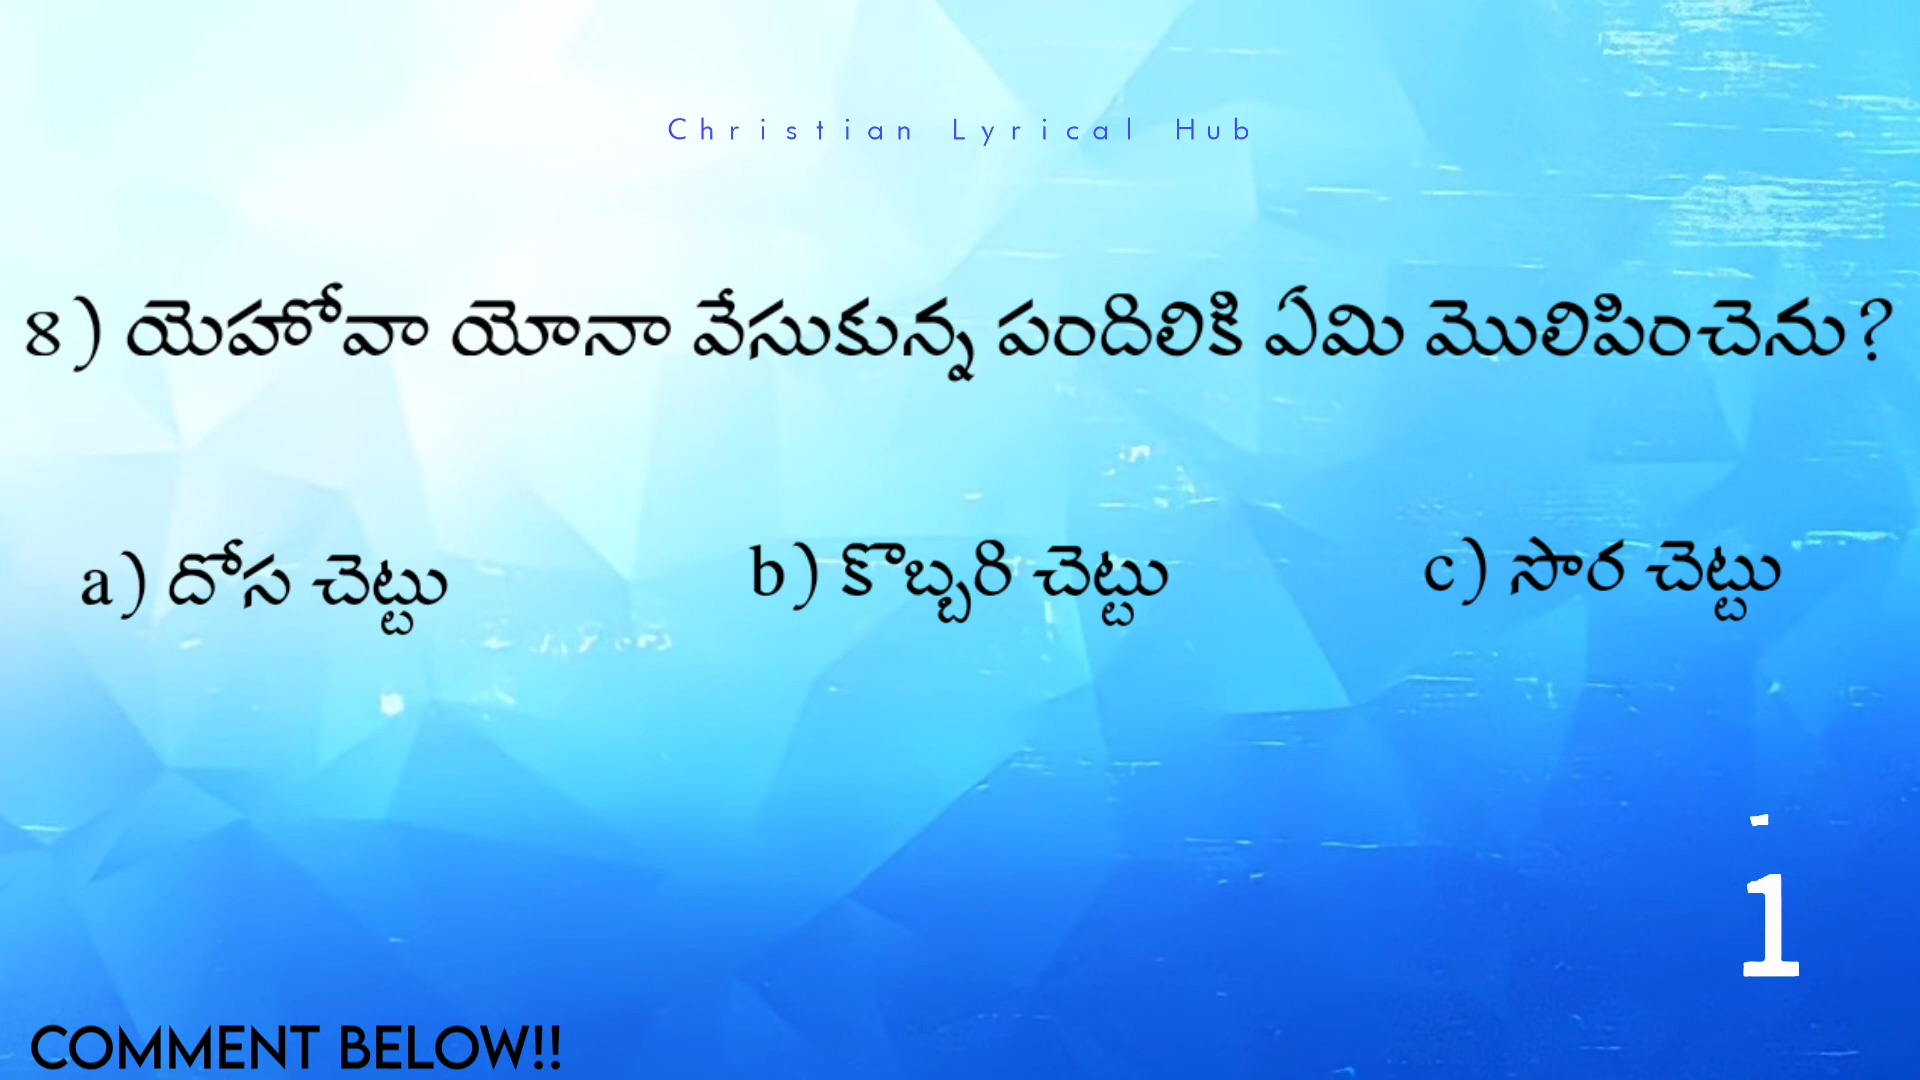 Christian Lyrical Hub
8) యెహోవా యోనా వేసుకున్న పందిలికి ఏమి మొలిపించెను?
a) దోస చెట్టు b) కొబ్బరి చెట్టు c) సొర చెట్టు
1
COMMENT BELOW!!